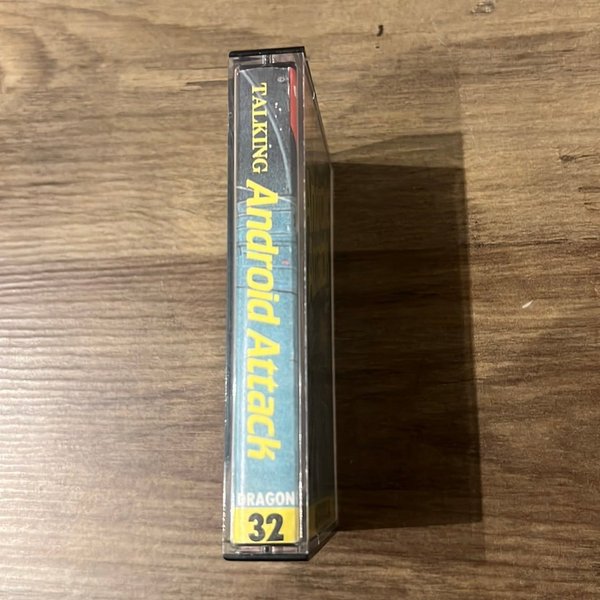 TALKING
Android Attack
DRAGON
32